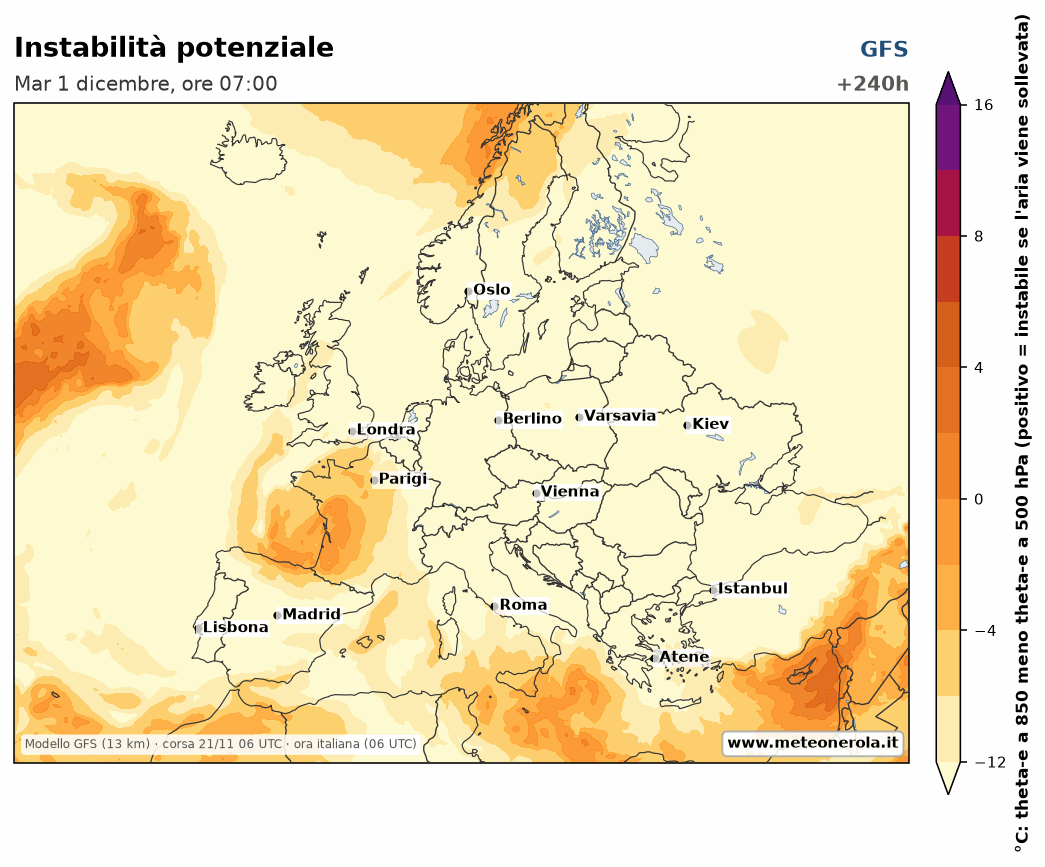 Instabilità potenziale
GFS
Mar 1 dicembre, ore 07:00
+240h
Oslo
Berlino
Varsavia
Kiev
Londra
Parigi
Vienna
Istanbul
Roma
Madrid
Lisbona
Atene
Modello GFS (13 km) · corsa 21/11 06 UTC · ora italiana (06 UTC)
www.meteonerola.it
16
8
4
0
−4
−12
°C: theta-e a 850 meno theta-e a 500 hPa (positivo = instabile se l'aria viene sollevata)